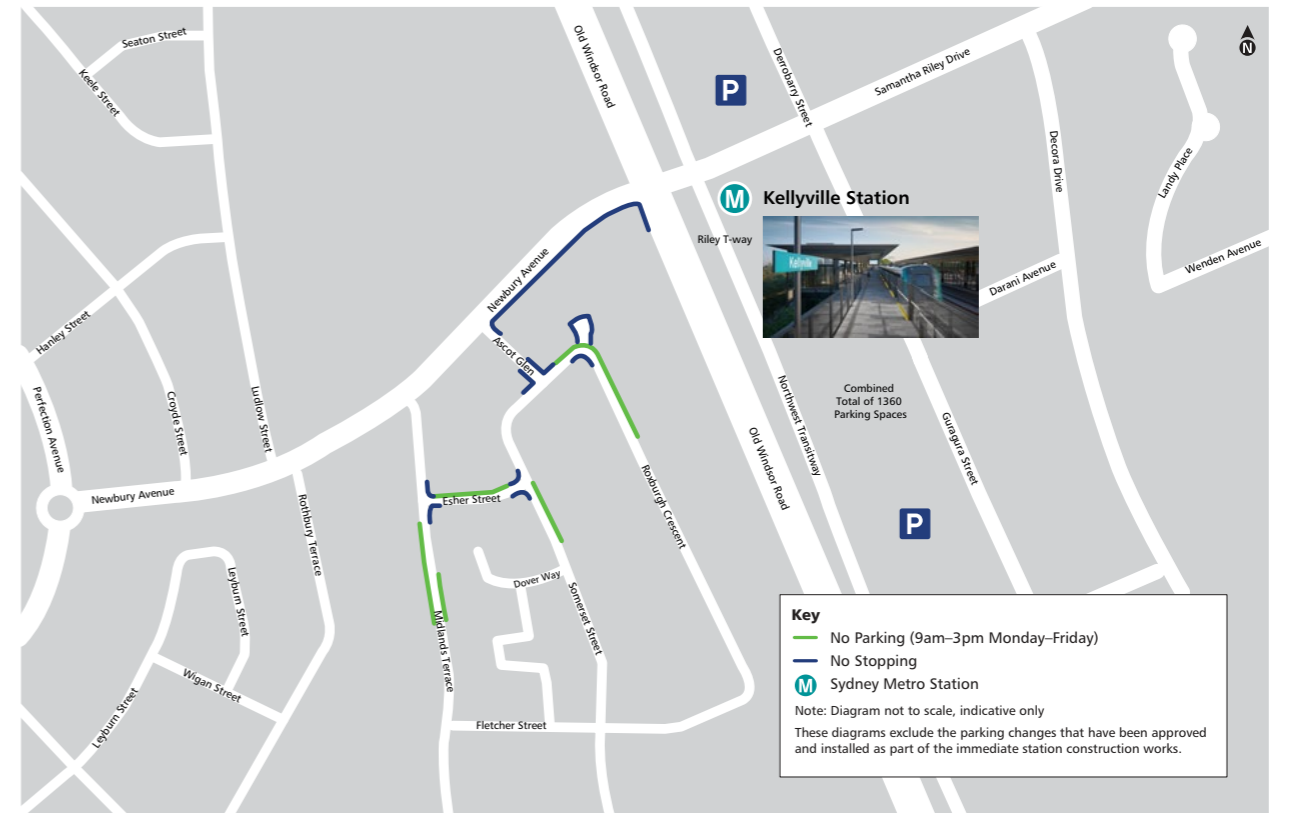 Seaton Street
Keele Street
Old Windsor Road
P
Derrobarry Street
Samantha Riley Drive
N
Decora Drive
Landy Place
M Kellyville Station
Riley T-way
Kellyville
Wenden Avenue
Darani Avenue
Newbury Avenue
Ascot Glen
Hanley Street
Perfection Avenue
Croyde Street
Ludlow Street
Combined
Total of 1360
Parking Spaces
Northwest Transitway
Old Windsor Road
Guragura Street
Newbury Avenue
Esher Street
Rothbury Terrace
Roxburgh Crescent
P
Leyburn Street
Dover Way
Somerset Street
Midlands Terrace
Wigan Street
Leyburn Street
Fletcher Street
Key
No Parking (9am–3pm Monday–Friday)
No Stopping
M Sydney Metro Station
Note: Diagram not to scale, indicative only
These diagrams exclude the parking changes that have been approved
and installed as part of the immediate station construction works.